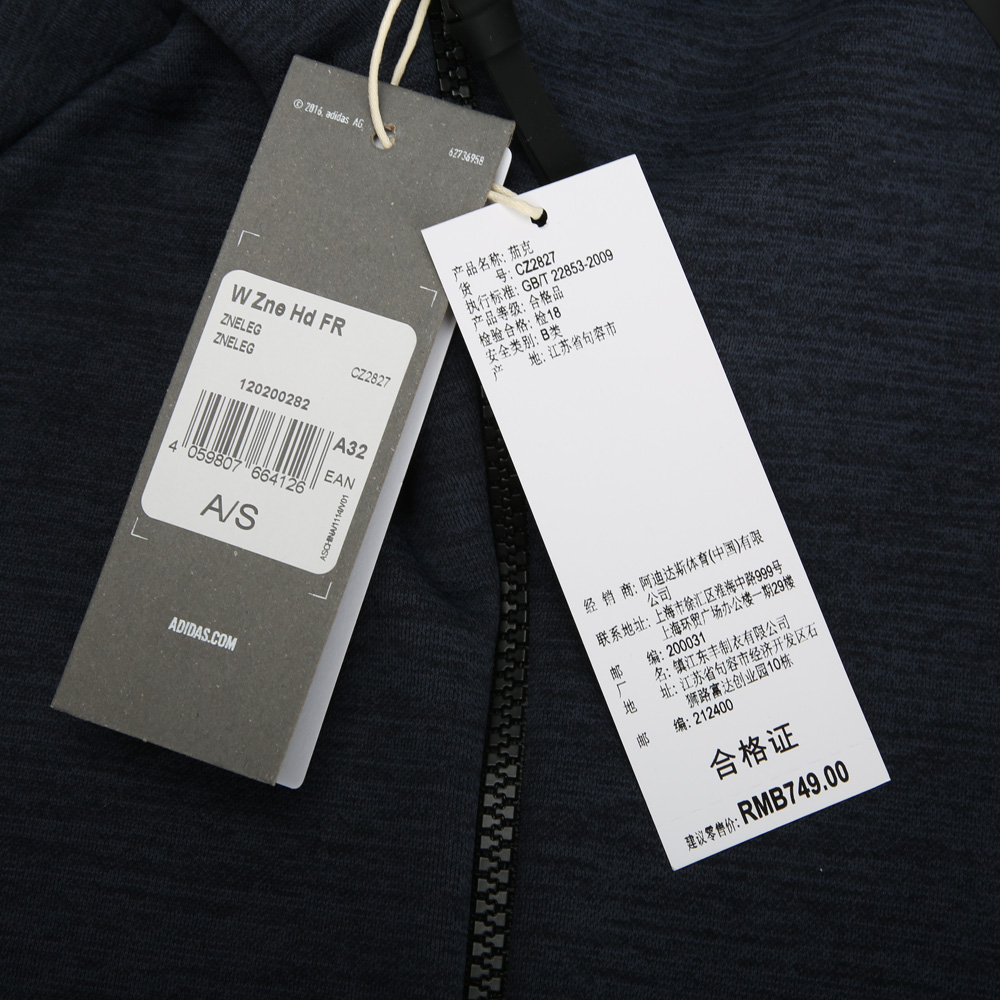 © 2016, adidas AG
62736958
W Zne Hd FR
ZNELEG
ZNELEG
CZ2827
120200282
A32
4 059807 664126
EAN
A/S
ASCHINA/1114/V01
ADIDAS.COM
产品名称: 茄克
货 号: CZ2827
执行标准: GB/T 22853-2009
产品等级: 合格品
检验合格: 检18
安全类别: B类
产 地: 江苏省句容市
经 销 商: 阿迪达斯体育(中国)有限
公司
联系地址: 上海市徐汇区淮海中路999号
上海环贸广场办公楼一期29楼
邮 编: 200031
厂 名: 镇江东丰制衣有限公司
地 址: 江苏省句容市经济开发区石
狮路富达创业园10栋
邮 编: 212400
合格证
建议零售价: RMB749.00